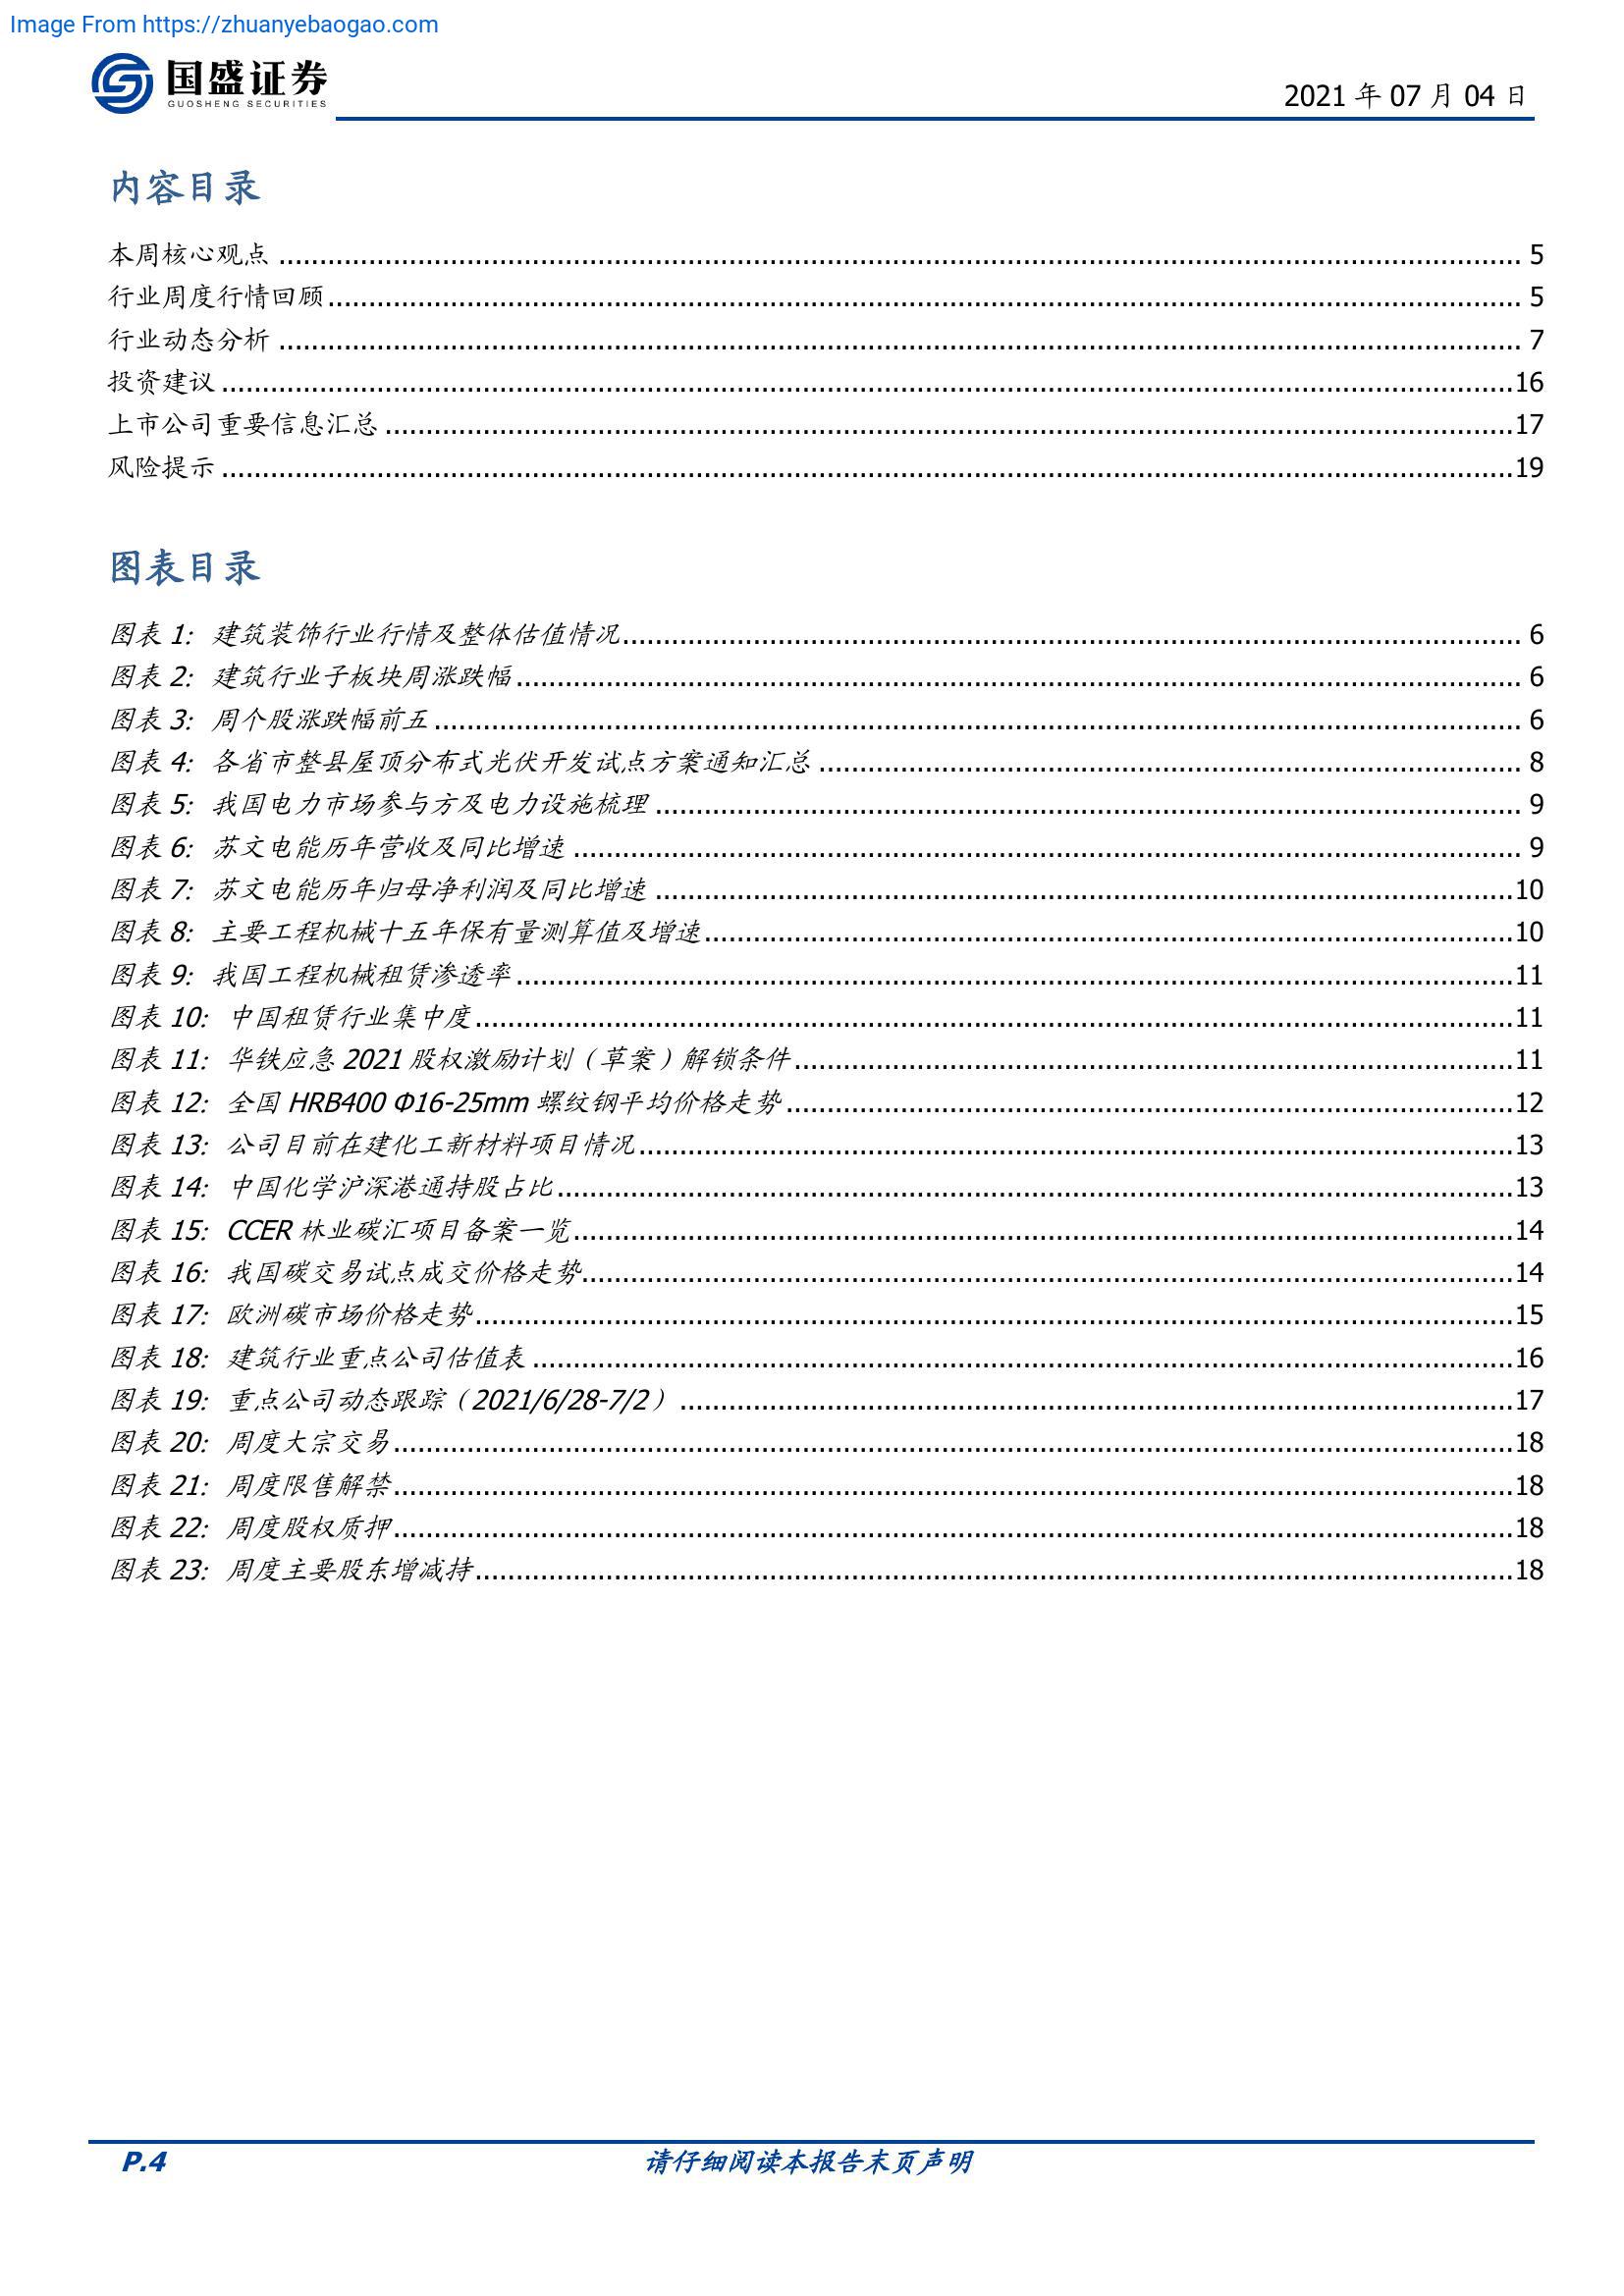 Image From https://zhuanyebaogao.com
国盛证券
GUOSHENG SECURITIES
2021 年 07 月 04 日
内容目录
本周核心观点 ........ 5
行业周度行情回顾 ........ 5
行业动态分析 ........ 7
投资建议 ........ 16
上市公司重要信息汇总 ........ 17
风险提示 ........ 19
图表目录
图表 1: 建筑装饰行业行情及整体估值情况 ........ 6
图表 2: 建筑行业子板块周涨跌幅 ........ 6
图表 3: 周个股涨跌幅前五 ........ 6
图表 4: 各省市整县屋顶分布式光伏开发试点方案通知汇总 ........ 8
图表 5: 我国电力市场参与方及电力设施梳理 ........ 9
图表 6: 苏文电能历年营收及同比增速 ........ 9
图表 7: 苏文电能历年归母净利润及同比增速 ........ 10
图表 8: 主要工程机械十五年保有量测算值及增速 ........ 10
图表 9: 我国工程机械租赁渗透率 ........ 11
图表 10: 中国租赁行业集中度 ........ 11
图表 11: 华铁应急 2021 股权激励计划（草案）解锁条件 ........ 11
图表 12: 全国 HRB400 Φ16-25mm 螺纹钢平均价格走势 ........ 12
图表 13: 公司目前在建化工新材料项目情况 ........ 13
图表 14: 中国化学沪深港通持股占比 ........ 13
图表 15: CCER 林业碳汇项目备案一览 ........ 14
图表 16: 我国碳交易试点成交价格走势 ........ 14
图表 17: 欧洲碳市场价格走势 ........ 15
图表 18: 建筑行业重点公司估值表 ........ 16
图表 19: 重点公司动态跟踪（2021/6/28-7/2） ........ 17
图表 20: 周度大宗交易 ........ 18
图表 21: 周度限售解禁 ........ 18
图表 22: 周度股权质押 ........ 18
图表 23: 周度主要股东增减持 ........ 18
P.4
请仔细阅读本报告末页声明